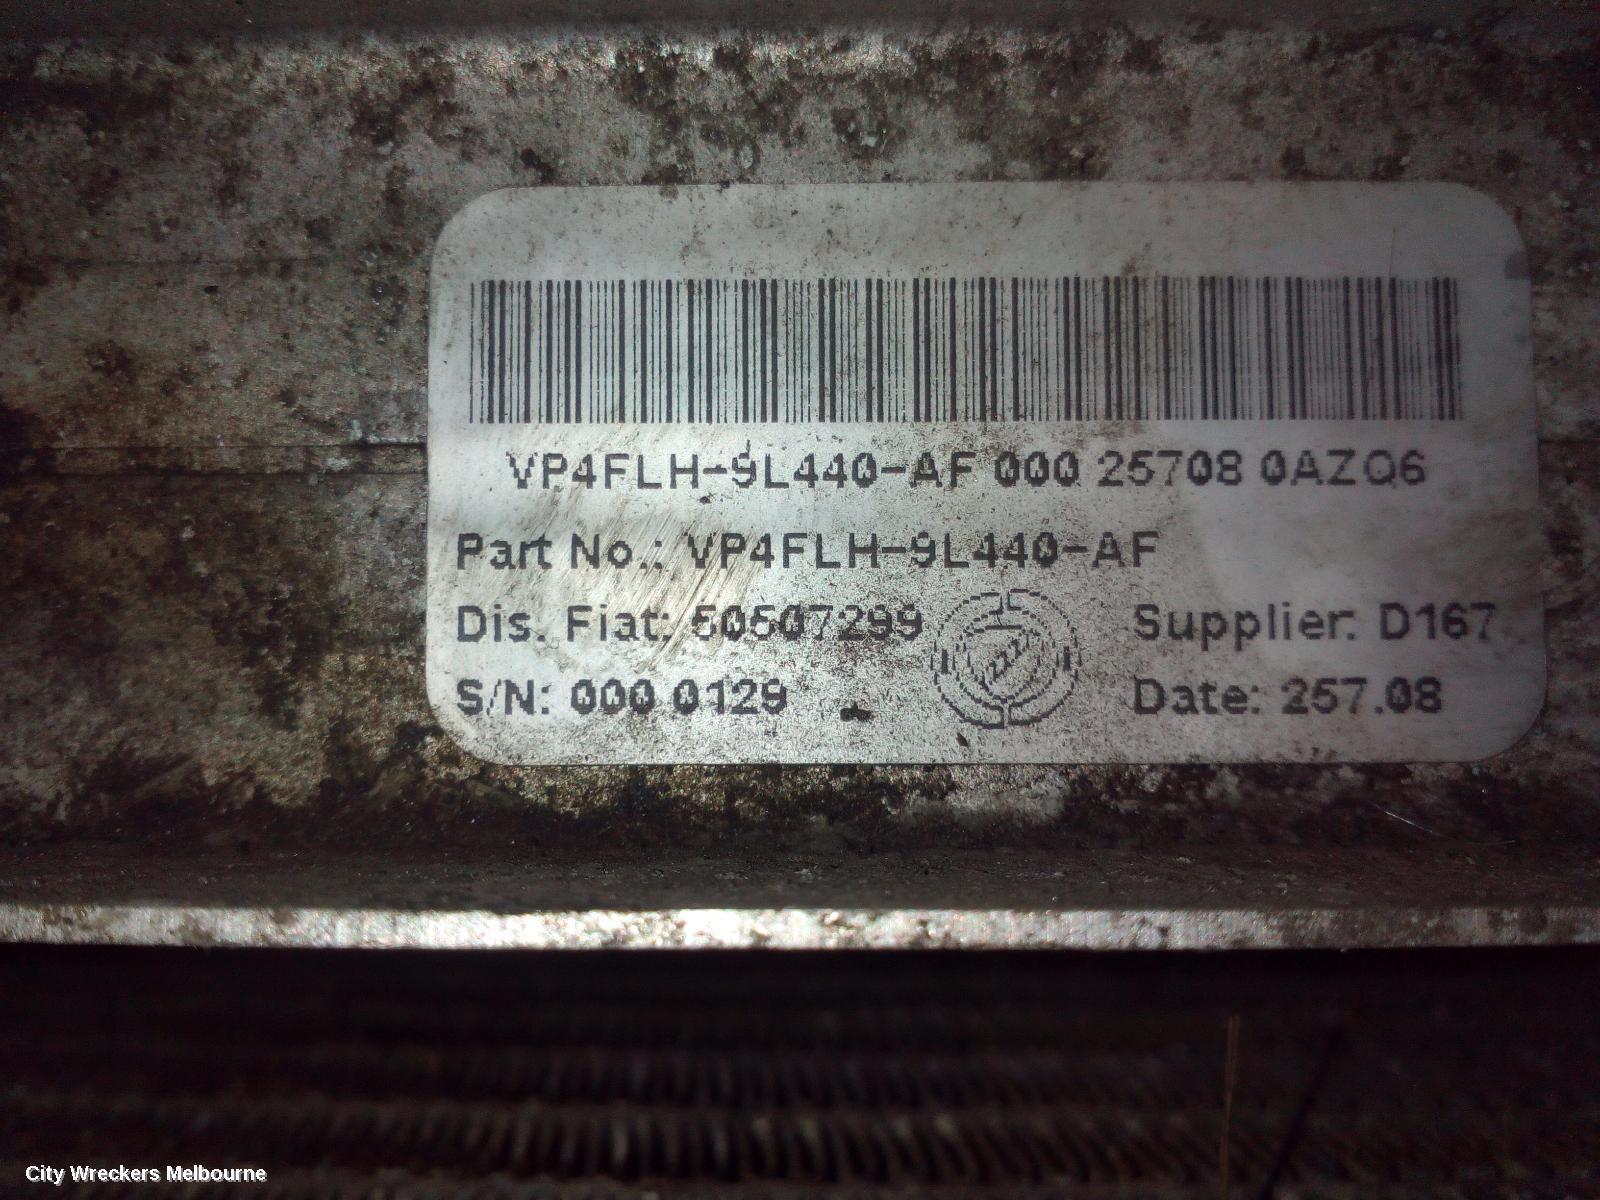 VP4FLH-9L440-AF 000 25708 0AZQ6
Part No.: VP4FLH-9L440-AF
Dis. Fiat: 50507299
Supplier: D167
S/N: 000 0129
Date: 257.08
City Wreckers Melbourne